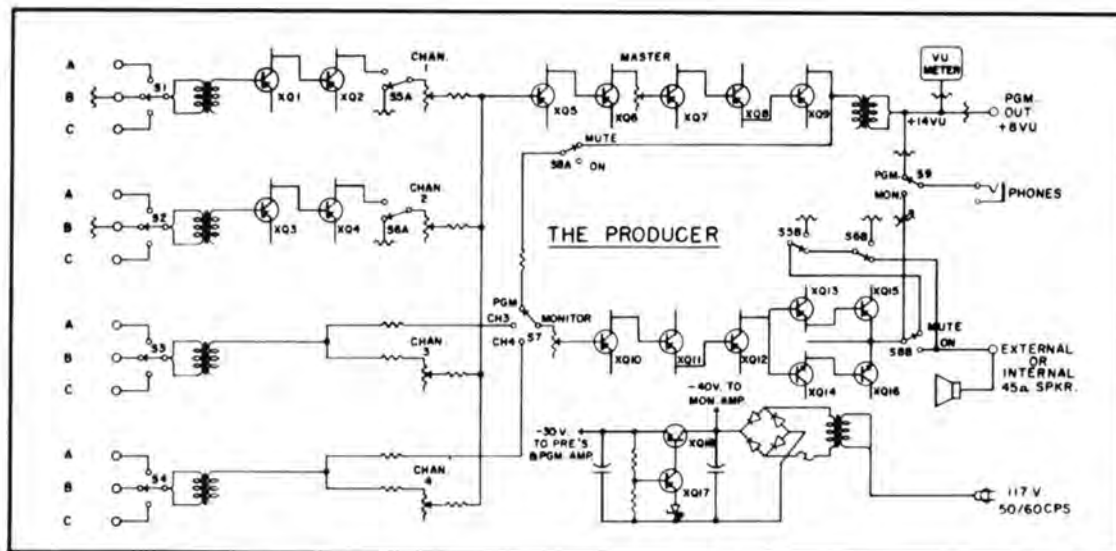 A
B
C
S1
XQ1
XQ2
S5A
CHAN.
1
MASTER
XQ5
XQ6
XQ7
XQ8
XQ9
VU
METER
+14VU
PGM.
OUT
+8VU
MUTE
S8A
ON
PGM.
S9
MON.
PHONES
A
B
C
S2
XQ3
XQ4
S6A
CHAN.
2
THE PRODUCER
S5B
S6B
A
B
C
S3
CHAN.
3
PGM
CH3
CH4
S7
MONITOR
XQ10
XQ11
XQ12
XQ13
XQ14
XQ15
XQ16
S8B
MUTE
ON
EXTERNAL
OR
INTERNAL
45Ω SPKR.
A
B
C
S4
CHAN.
4
-30V.
TO PRE'S
&PGM. AMP.
-40V. TO
MON. AMP.
XQ18
XQ17
117 V.
50/60CPS